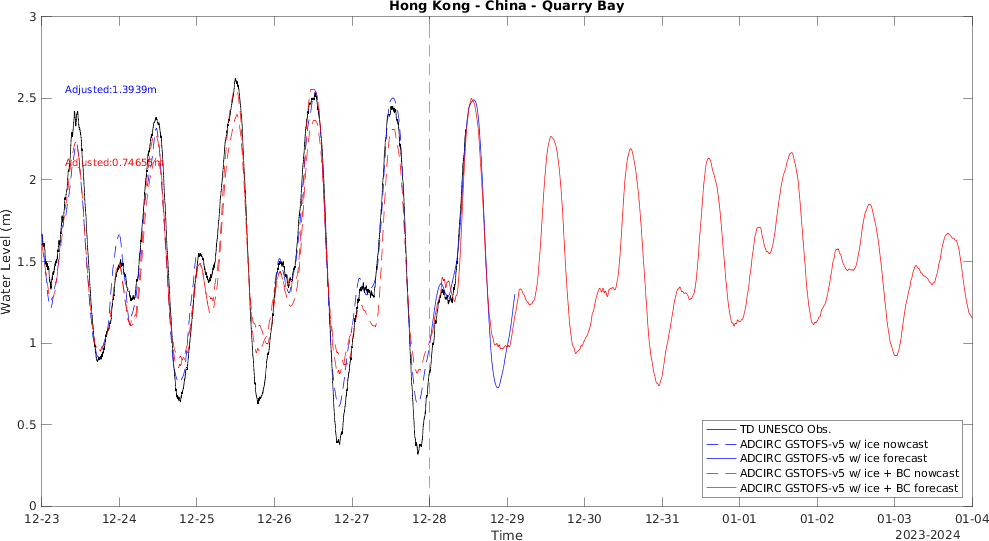 Hong Kong - China - Quarry Bay
Water Level (m)
3
2.5
2
1.5
1
0.5
0
Adjusted:1.3939m
TD UNESCO Obs.
ADCIRC GSTOFS-v5 w/ ice nowcast
ADCIRC GSTOFS-v5 w/ ice forecast
ADCIRC GSTOFS-v5 w/ ice + BC nowcast
ADCIRC GSTOFS-v5 w/ ice + BC forecast
12-23 12-24 12-25 12-26 12-27 12-28 12-29 12-30 12-31 01-01 01-02 01-03 01-04
Time
2023-2024